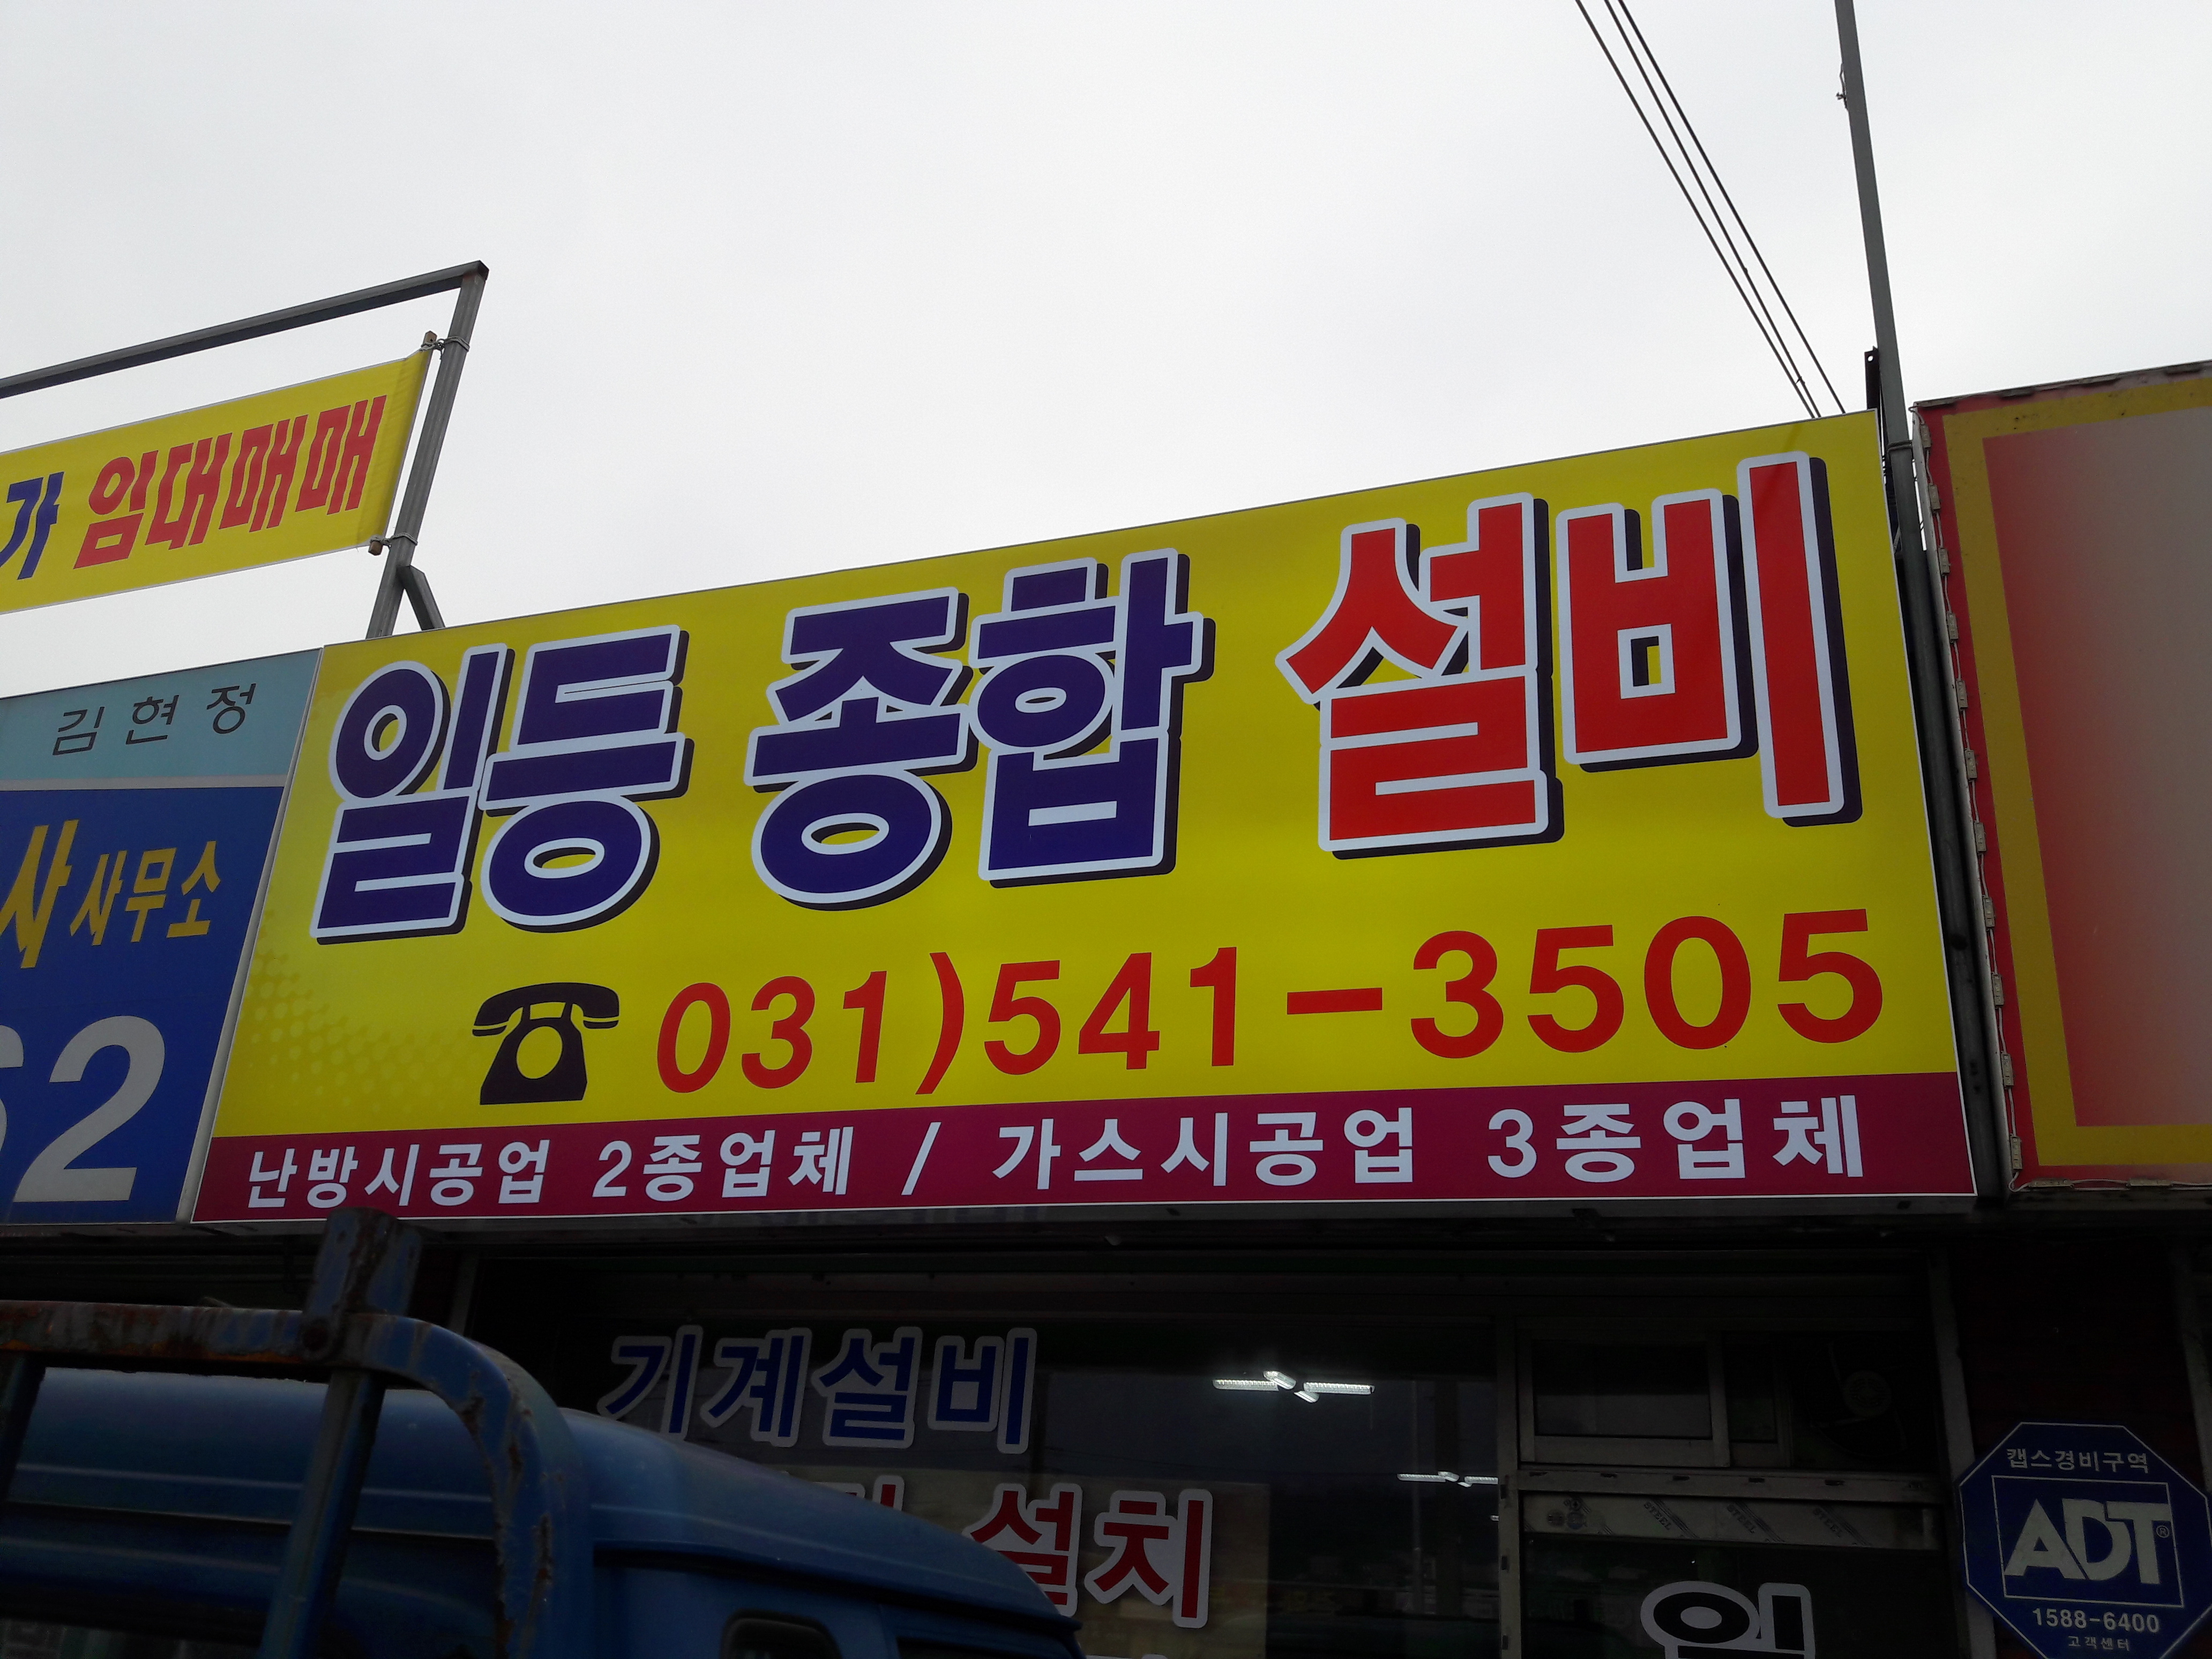 가 임대매매
김현정
사 사무소
62
일등 종합 설비
031)541-3505
난방시공업 2종업체 / 가스시공업 3종업체
기계설비
설치
일
캡스경비구역
ADT®
1588-6400
고객센터